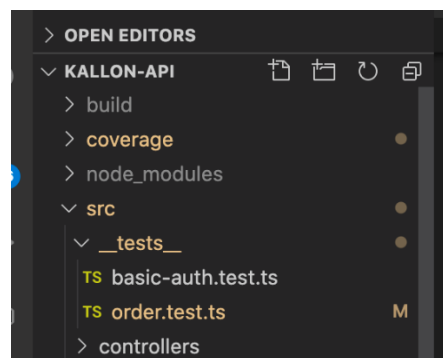 OPEN EDITORS
KALLON-API
build
coverage
node_modules
src
__tests__
TS basic-auth.test.ts
TS order.test.ts M
controllers